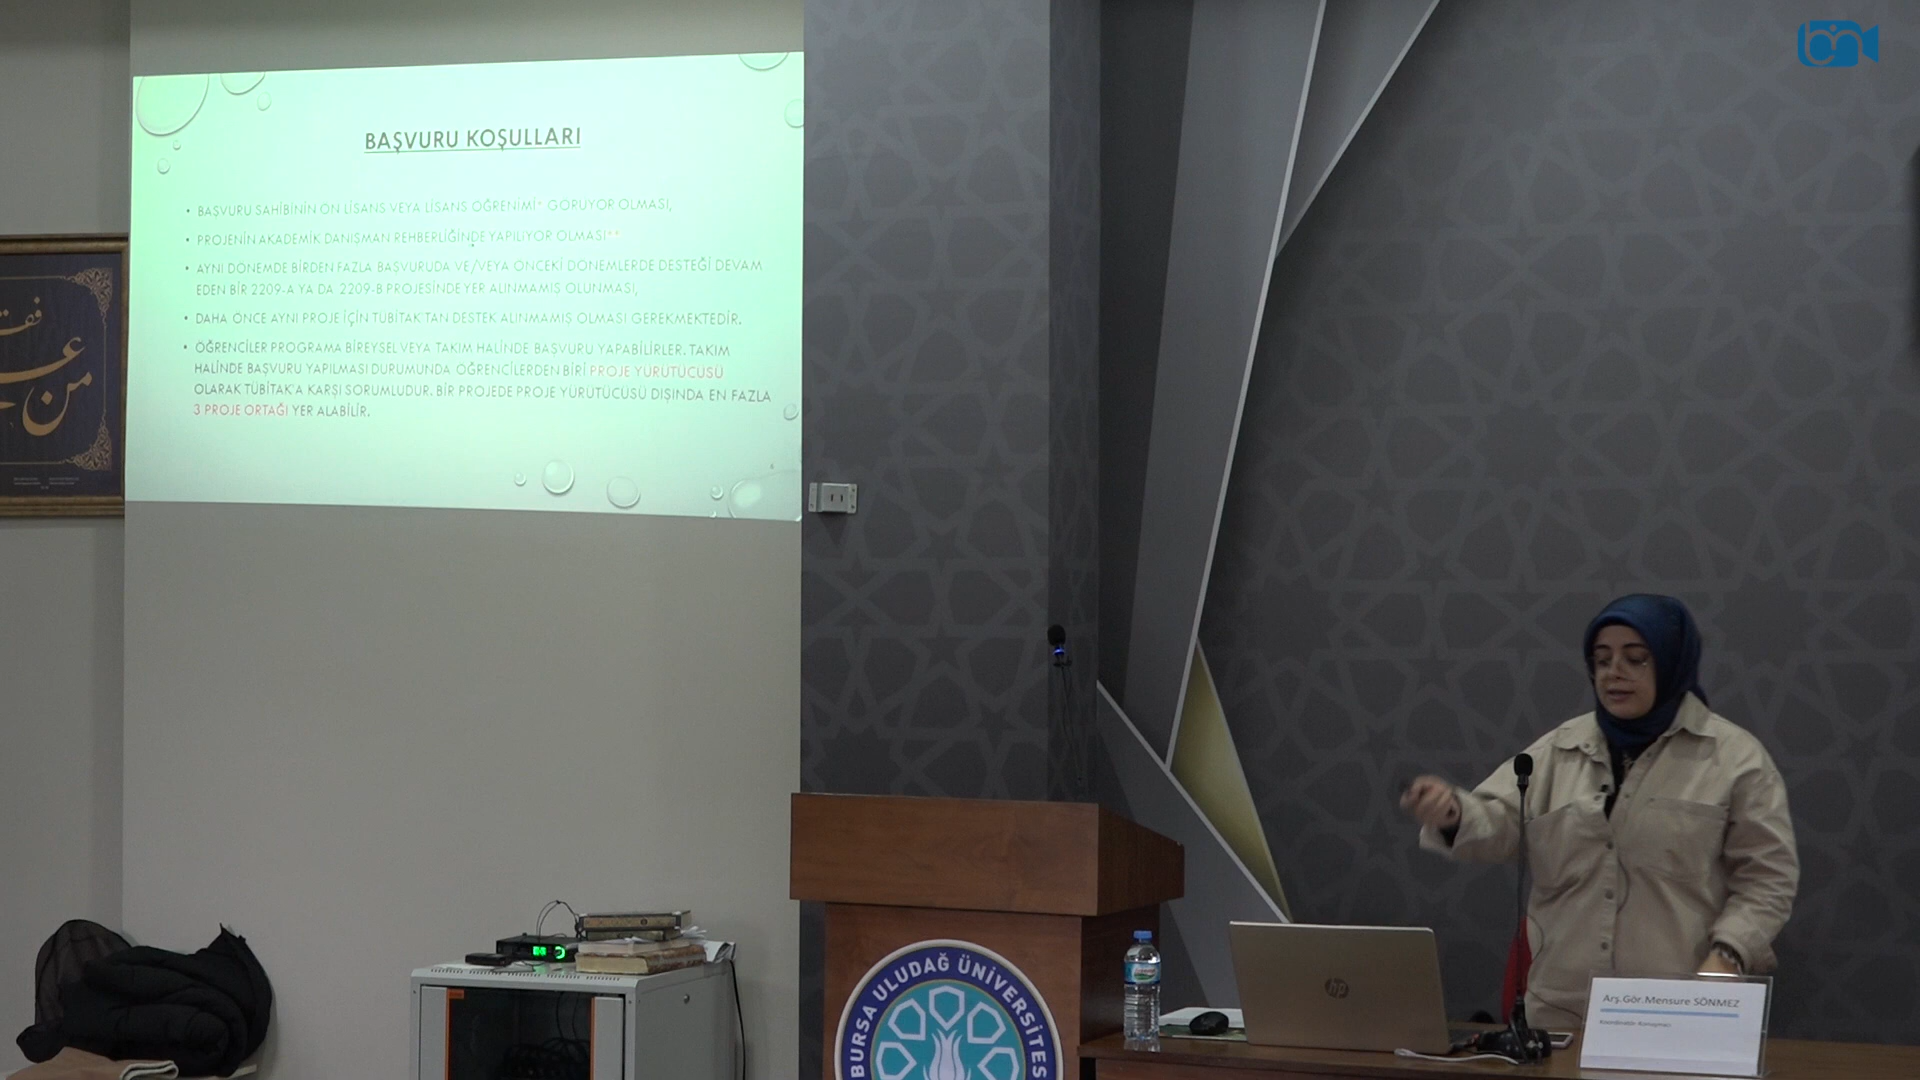 BAŞVURU KOŞULLARI
• BAŞVURU SAHİBİNİN ÖN LİSANS VEYA LİSANS ÖĞRENİMİ* GÖRÜYOR OLMASI,
• PROJENİN AKADEMİK DANIŞMAN REHBERLİĞİNDE YAPILIYOR OLMASI**
• AYNI DÖNEMDE BİRDEN FAZLA BAŞVURUDA VE/VEYA ÖNCEKİ DÖNEMLERDE DESTEĞİ DEVAM
EDEN BİR 2209-A YA DA 2209-B PROJESİNDE YER ALINMAMIŞ OLUNMASI,
• DAHA ÖNCE AYNI PROJE İÇİN TÜBİTAK'TAN DESTEK ALINMAMIŞ OLMASI GEREKMEKTEDİR.
• ÖĞRENCİLER PROGRAMA BİREYSEL VEYA TAKIM HALİNDE BAŞVURU YAPABİLİRLER. TAKIM
HALİNDE BAŞVURU YAPILMASI DURUMUNDA ÖĞRENCİLERDEN BİRİ PROJE YÜRÜTÜCÜSÜ
OLARAK TÜBİTAK'A KARŞI SORUMLUDUR. BİR PROJEDE PROJE YÜRÜTÜCÜSÜ DIŞINDA EN FAZLA
3 PROJE ORTAĞI YER ALABİLİR.
BURSA ULUDAĞ ÜNİVERSİTESİ
hp
Arş.Gör.Mensure SÖNMEZ